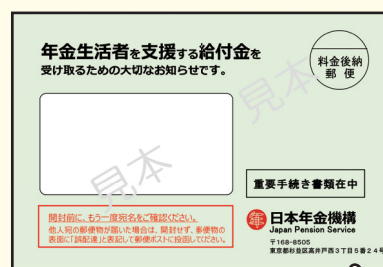 年金生活者を支援する給付金を
受け取るための大切なお知らせです。
料金後納
郵便
見本
見本
重要手続き書類在中
開封前に、もう一度宛名をご確認ください。
他人宛の郵便物が届いた場合は、開封せず、郵便物の
表面に「誤配達」と表記して郵便ポストに投函してください。
日本年金機構
Japan Pension Service
〒168-8505
東京都杉並区高井戸西3丁目5番24号